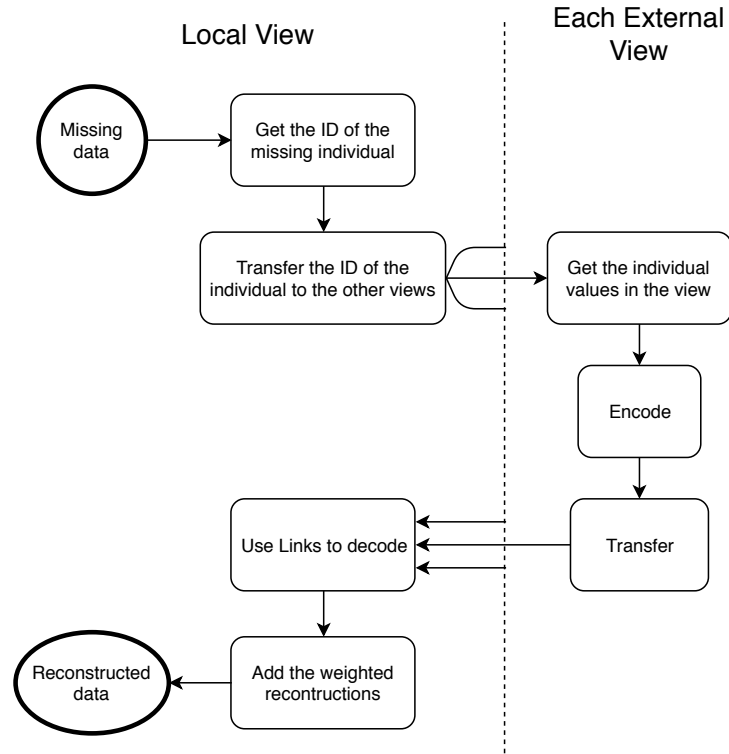 Local View
Each External
View
Missing
data
Get the ID of the
missing individual
Transfer the ID of the
individual to the other views
Get the individual
values in the view
Encode
Transfer
Use Links to decode
Add the weighted
recontructions
Reconstructed
data